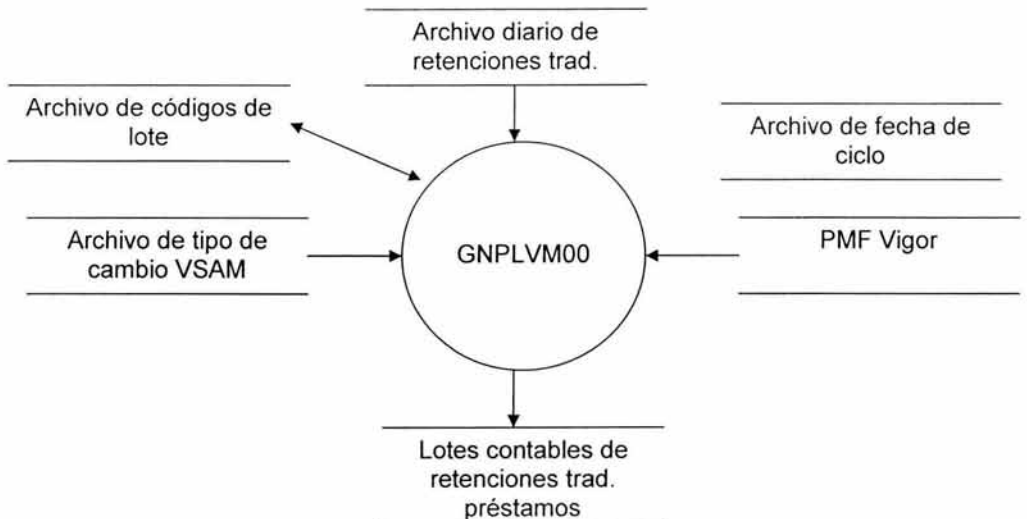 Archivo diario de
retenciones trad.
Archivo de códigos de
lote
Archivo de fecha de
ciclo
Archivo de tipo de
cambio VSAM
GNPLVM00
PMF Vigor
Lotes contables de
retenciones trad.
préstamos